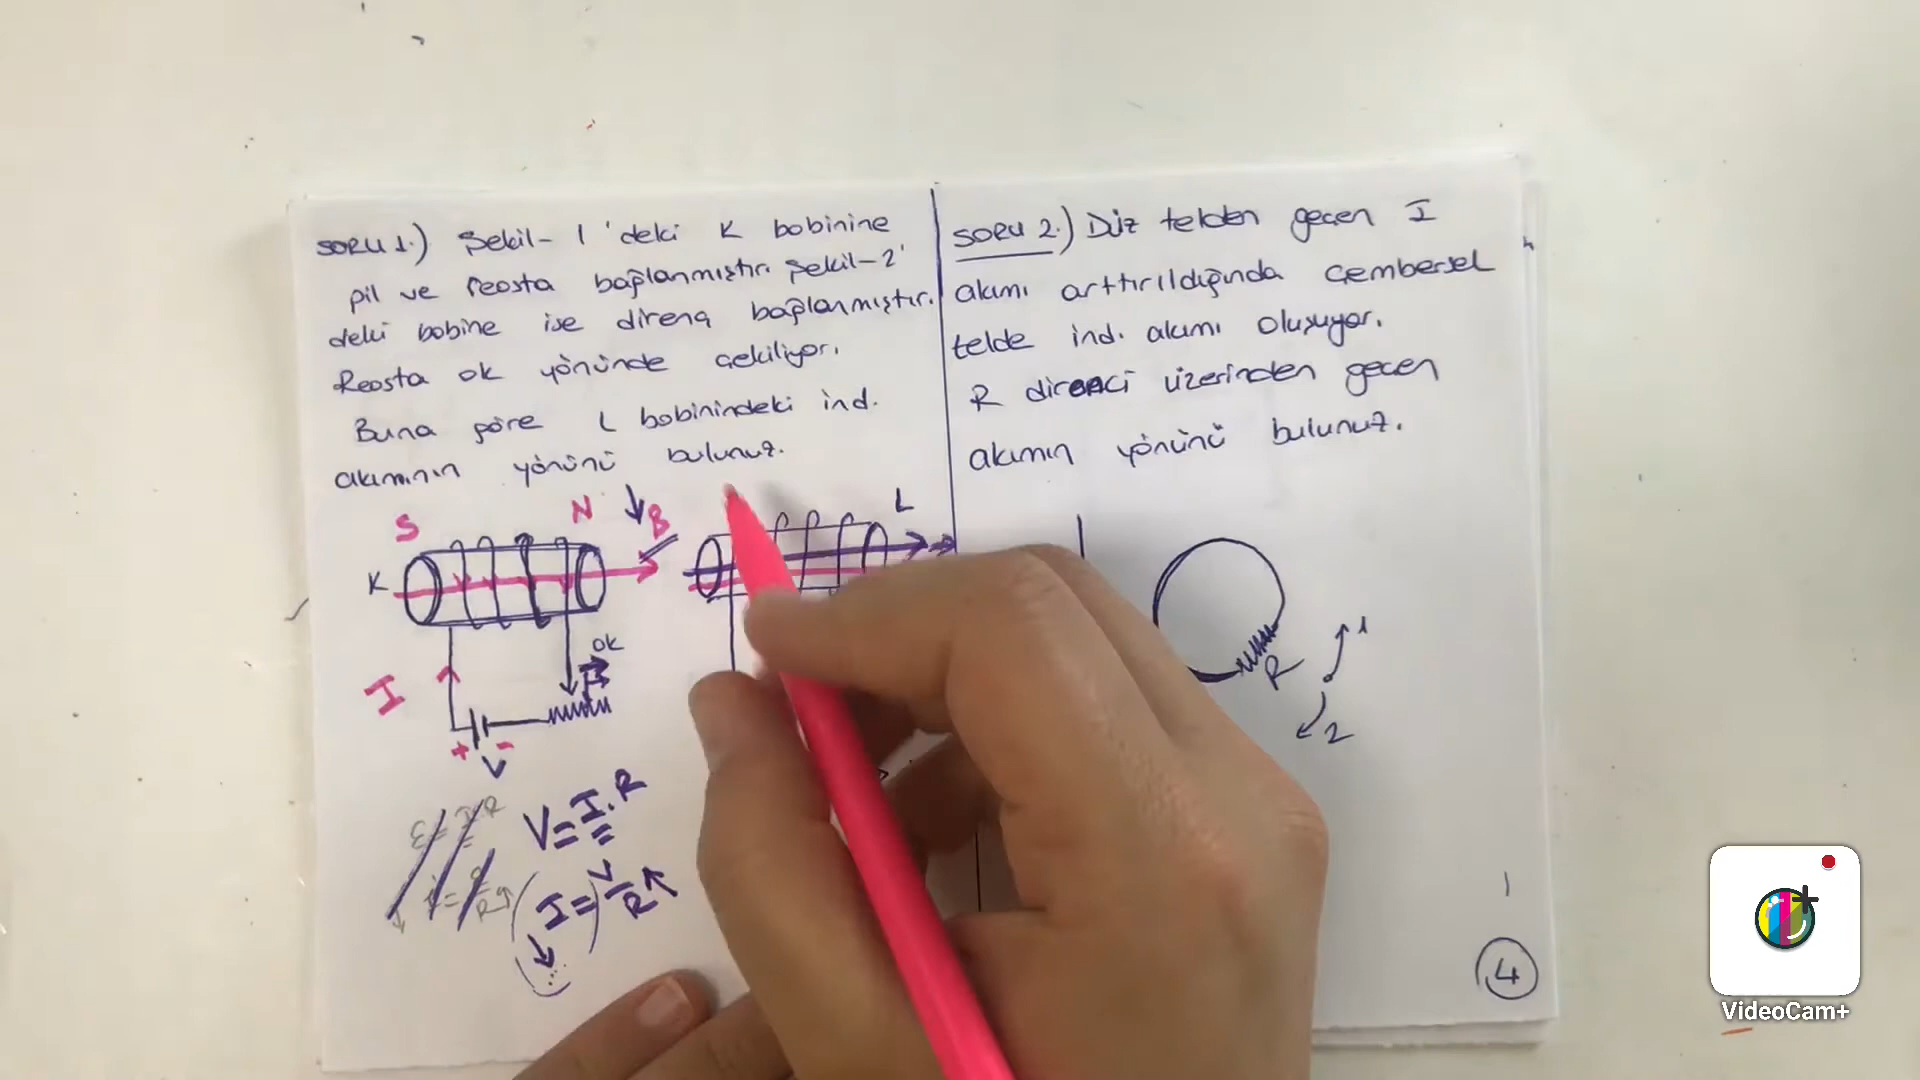 SORU 1.) Şekil-1'deki K bobinine
pil ve reosta bağlanmıştır. Şekil-2'
deki bobine ise direnç bağlanmıştır.
Reosta ok yönünde çekiliyor.
Buna göre L bobinindeki ind.
akımının yönünü bulunuz.
S N B
K
L
ok
I
+ -
V
V=I.R
I=V/R
SORU 2.) Düz telden geçen I
akımı arttırıldığında çembersel
telde ind. akımı oluşuyor.
R direnci üzerinden geçen
akımın yönünü bulunuz.
R
1
2
4
VideoCam+